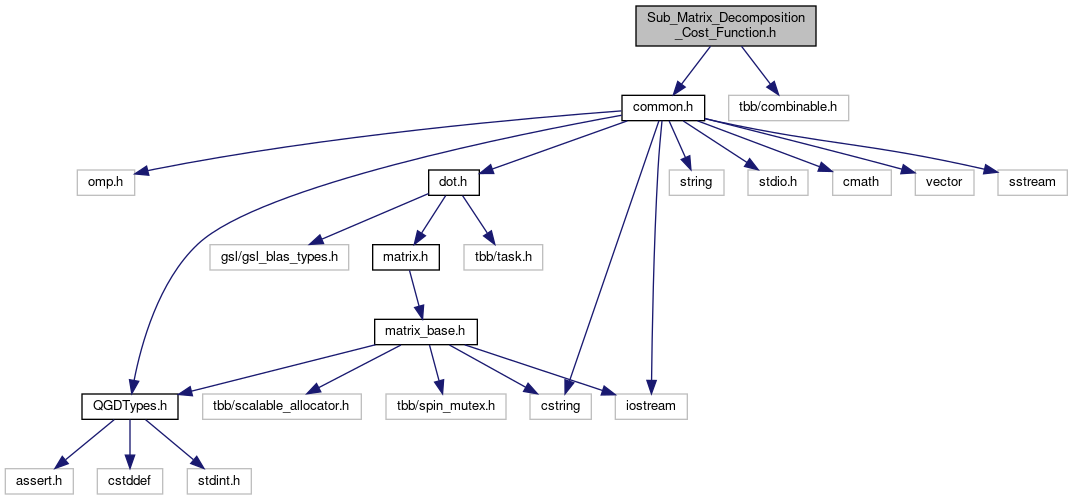 Sub_Matrix_Decomposition
_Cost_Function.h
common.h
tbb/combinable.h
omp.h
dot.h
string
stdio.h
cmath
vector
sstream
gsl/gsl_blas_types.h
matrix.h
tbb/task.h
matrix_base.h
QGDTypes.h
tbb/scalable_allocator.h
tbb/spin_mutex.h
cstring
iostream
assert.h
cstddef
stdint.h